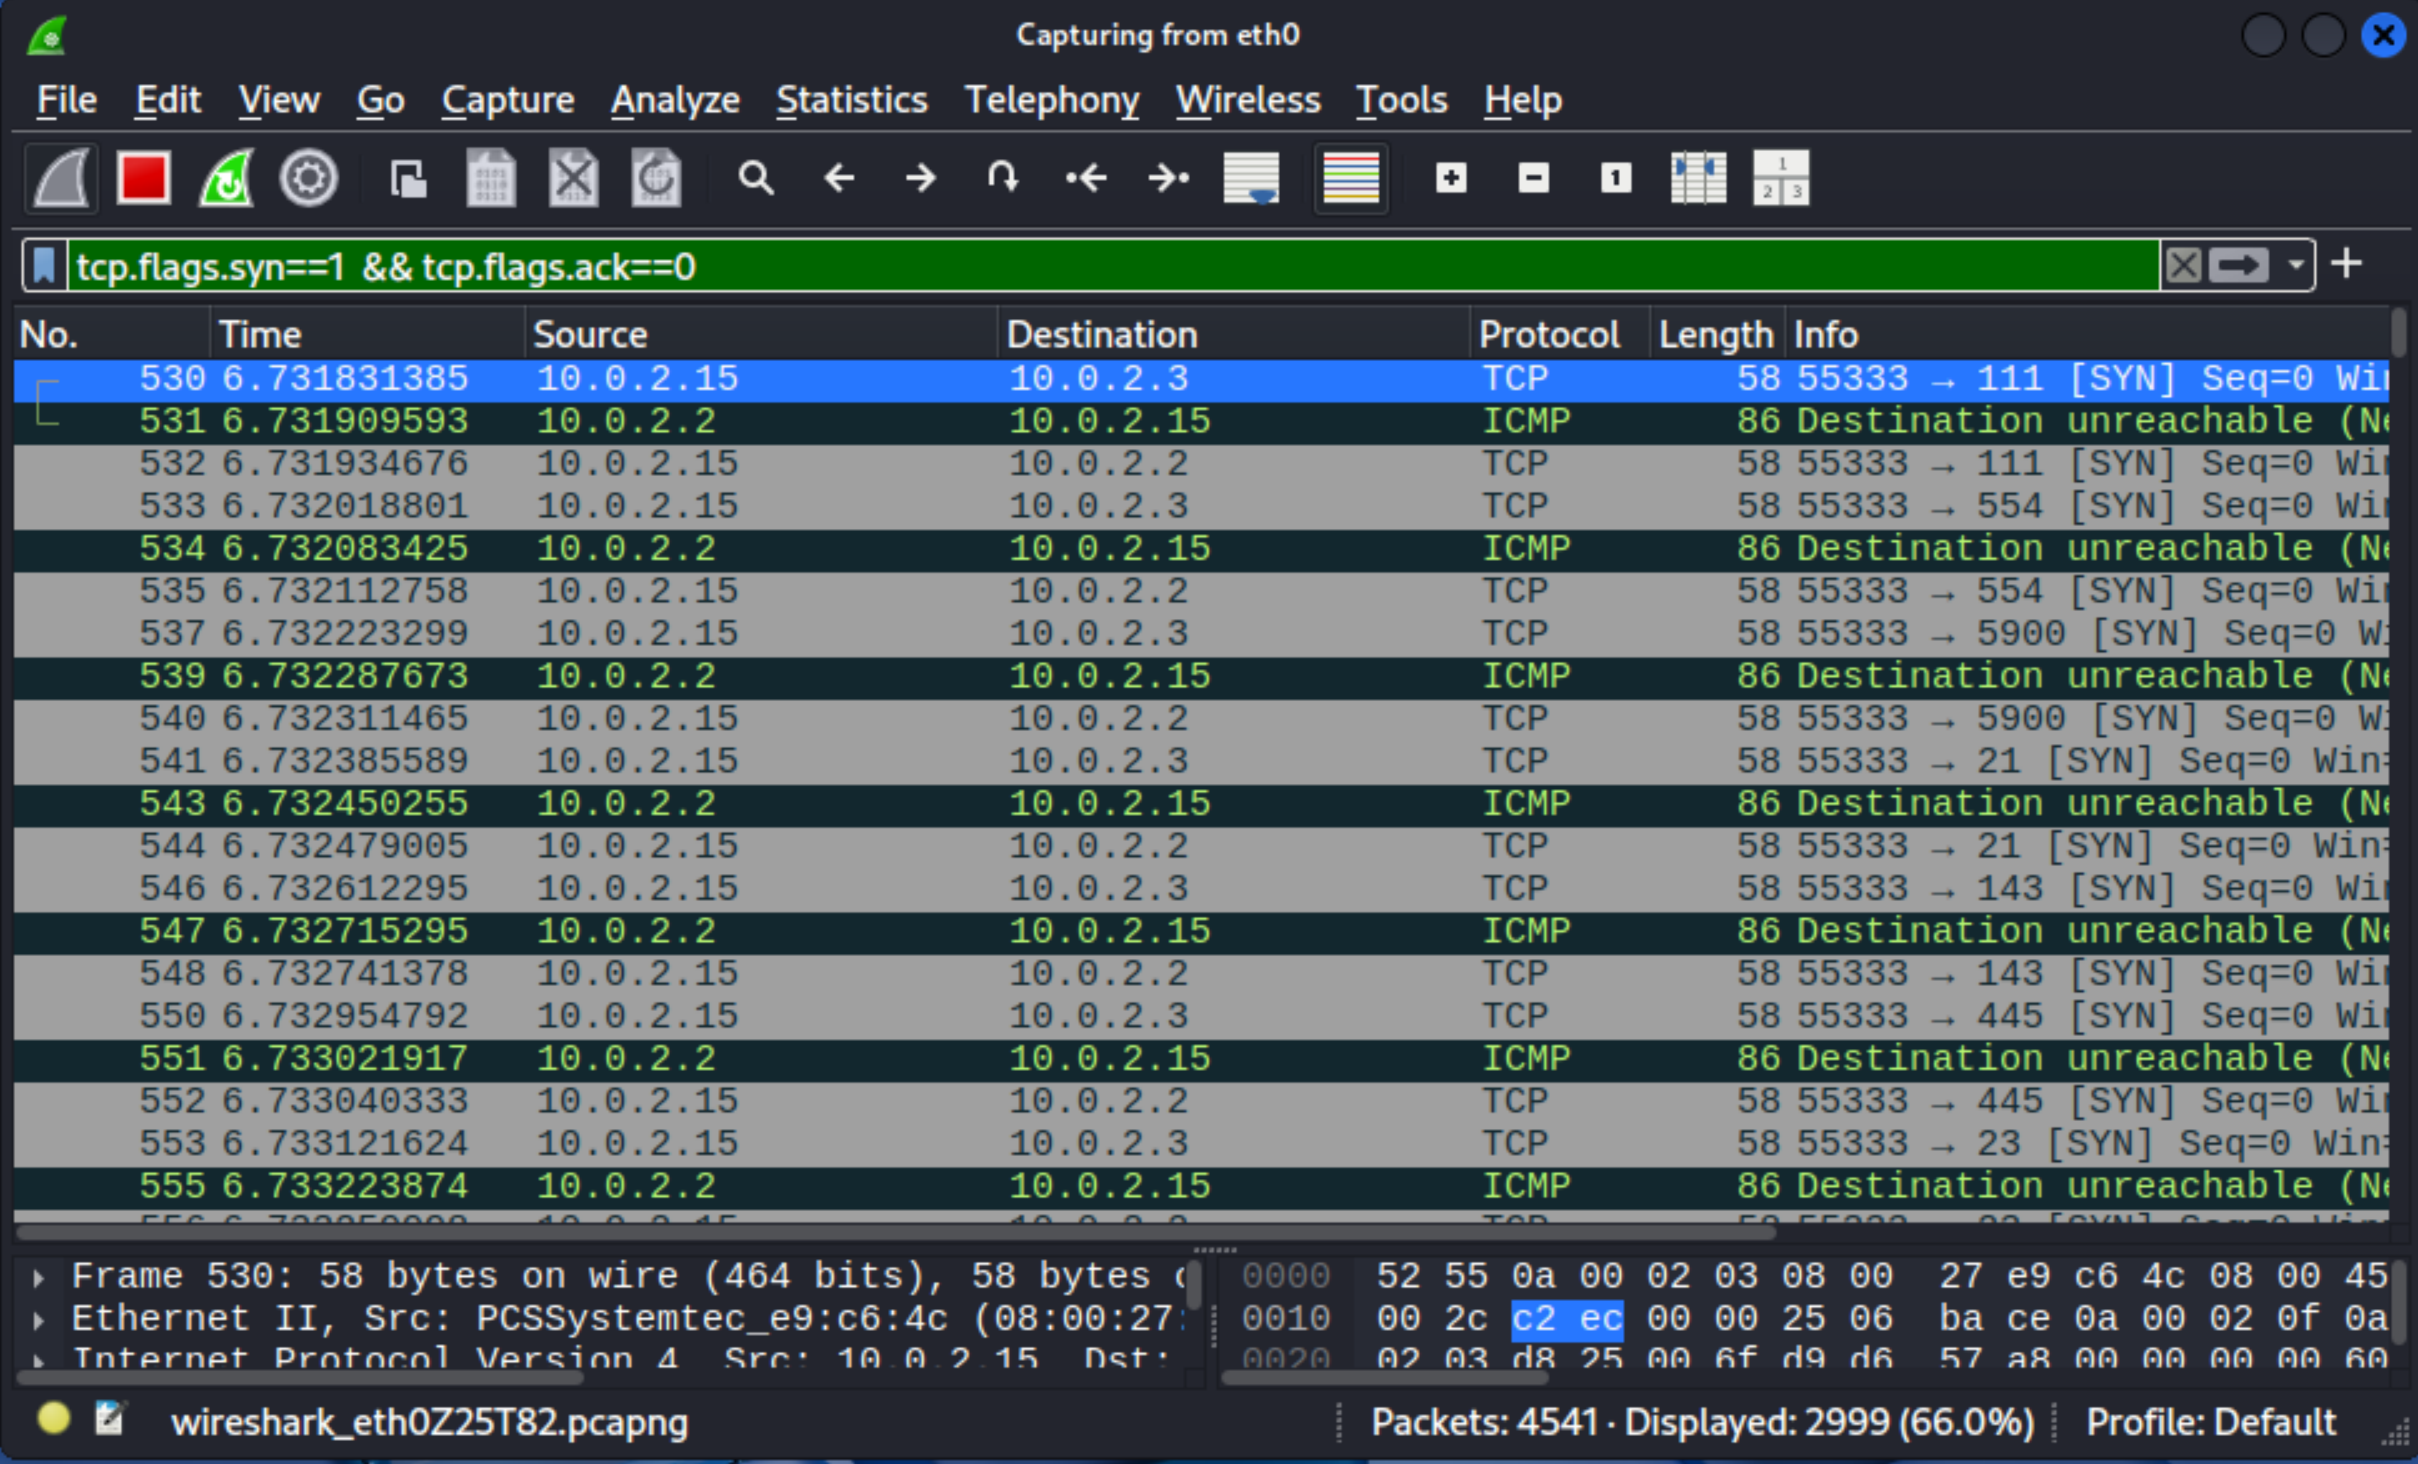 Capturing from eth0
File Edit View Go Capture Analyze Statistics Telephony Wireless Tools Help
tcp.flags.syn==1 && tcp.flags.ack==0
No. Time Source Destination Protocol Length Info
530 6.731831385 10.0.2.15 10.0.2.3 TCP 58 55333 → 111 [SYN] Seq=0
531 6.731909593 10.0.2.2 10.0.2.15 ICMP 86 Destination unreachable
532 6.731934676 10.0.2.15 10.0.2.2 TCP 58 55333 → 111 [SYN] Seq=0
533 6.732018801 10.0.2.15 10.0.2.3 TCP 58 55333 → 554 [SYN] Seq=0
534 6.732083425 10.0.2.2 10.0.2.15 ICMP 86 Destination unreachable
535 6.732112758 10.0.2.15 10.0.2.2 TCP 58 55333 → 554 [SYN] Seq=0
537 6.732223299 10.0.2.15 10.0.2.3 TCP 58 55333 → 5900 [SYN] Seq=0
539 6.732287673 10.0.2.2 10.0.2.15 ICMP 86 Destination unreachable
540 6.732311465 10.0.2.15 10.0.2.2 TCP 58 55333 → 5900 [SYN] Seq=0
541 6.732385589 10.0.2.15 10.0.2.3 TCP 58 55333 → 21 [SYN] Seq=0 Win=
543 6.732450255 10.0.2.2 10.0.2.15 ICMP 86 Destination unreachable
544 6.732479005 10.0.2.15 10.0.2.2 TCP 58 55333 → 21 [SYN] Seq=0 Win=
546 6.732612295 10.0.2.15 10.0.2.3 TCP 58 55333 → 143 [SYN] Seq=0
547 6.732715295 10.0.2.2 10.0.2.15 ICMP 86 Destination unreachable
548 6.732741378 10.0.2.15 10.0.2.2 TCP 58 55333 → 143 [SYN] Seq=0
550 6.732954792 10.0.2.15 10.0.2.3 TCP 58 55333 → 445 [SYN] Seq=0
551 6.733021917 10.0.2.2 10.0.2.15 ICMP 86 Destination unreachable
552 6.733040333 10.0.2.15 10.0.2.2 TCP 58 55333 → 445 [SYN] Seq=0
553 6.733121624 10.0.2.15 10.0.2.3 TCP 58 55333 → 23 [SYN] Seq=0 Win=
555 6.733223874 10.0.2.2 10.0.2.15 ICMP 86 Destination unreachable
Frame 530: 58 bytes on wire (464 bits), 58 bytes
Ethernet II, Src: PCSSystemtec_e9:c6:4c (08:00:27:
Internet Protocol Version 4, Src: 10.0.2.15, Dst:
0000 52 55 0a 00 02 03 08 00 27 e9 c6 4c 08 00 45
0010 00 2c c2 ec 00 00 25 06 ba ce 0a 00 02 0f 0a
0020 02 03 d8 25 00 6f d9 d6 57 a8 00 00 00 00 60
wireshark_eth0Z25T82.pcapng
Packets: 4541 · Displayed: 2999 (66.0%)
Profile: Default